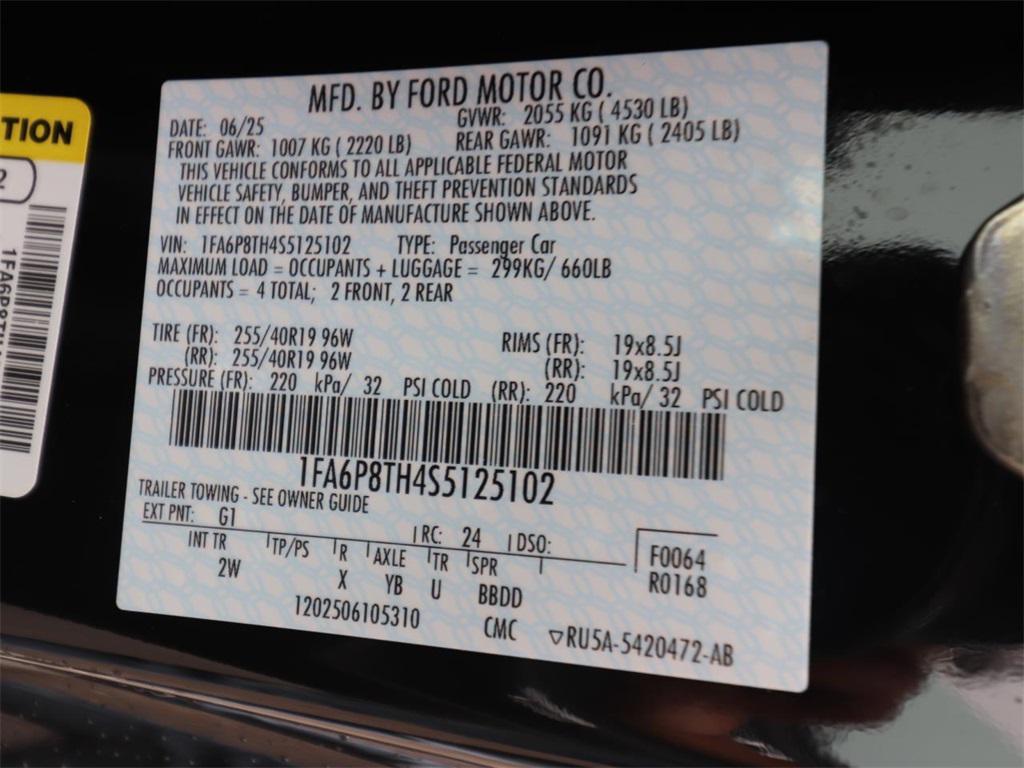 MFD. BY FORD MOTOR CO.
DATE: 06/25 GVWR: 2055 KG ( 4530 LB)
FRONT GAWR: 1007 KG ( 2220 LB) REAR GAWR: 1091 KG ( 2405 LB)
THIS VEHICLE CONFORMS TO ALL APPLICABLE FEDERAL MOTOR
VEHICLE SAFETY, BUMPER, AND THEFT PREVENTION STANDARDS
IN EFFECT ON THE DATE OF MANUFACTURE SHOWN ABOVE.
VIN: 1FA6P8TH4S5125102 TYPE: Passenger Car
MAXIMUM LOAD = OCCUPANTS + LUGGAGE = 299KG/ 660LB
OCCUPANTS = 4 TOTAL; 2 FRONT, 2 REAR
TIRE (FR): 255/40R19 96W RIMS (FR): 19x8.5J
(RR): 255/40R19 96W (RR): 19x8.5J
PRESSURE (FR): 220 kPa/ 32 PSI COLD (RR): 220 kPa/ 32 PSI COLD
1FA6P8TH4S5125102
TRAILER TOWING - SEE OWNER GUIDE
EXT PNT: G1 RC: 24 DSO:
INT TR TP/PS R AXLE TR SPR F0064
2W X YB U BBDD R0168
1202506105310 CMC ▽RU5A-5420472-AB
TION
2